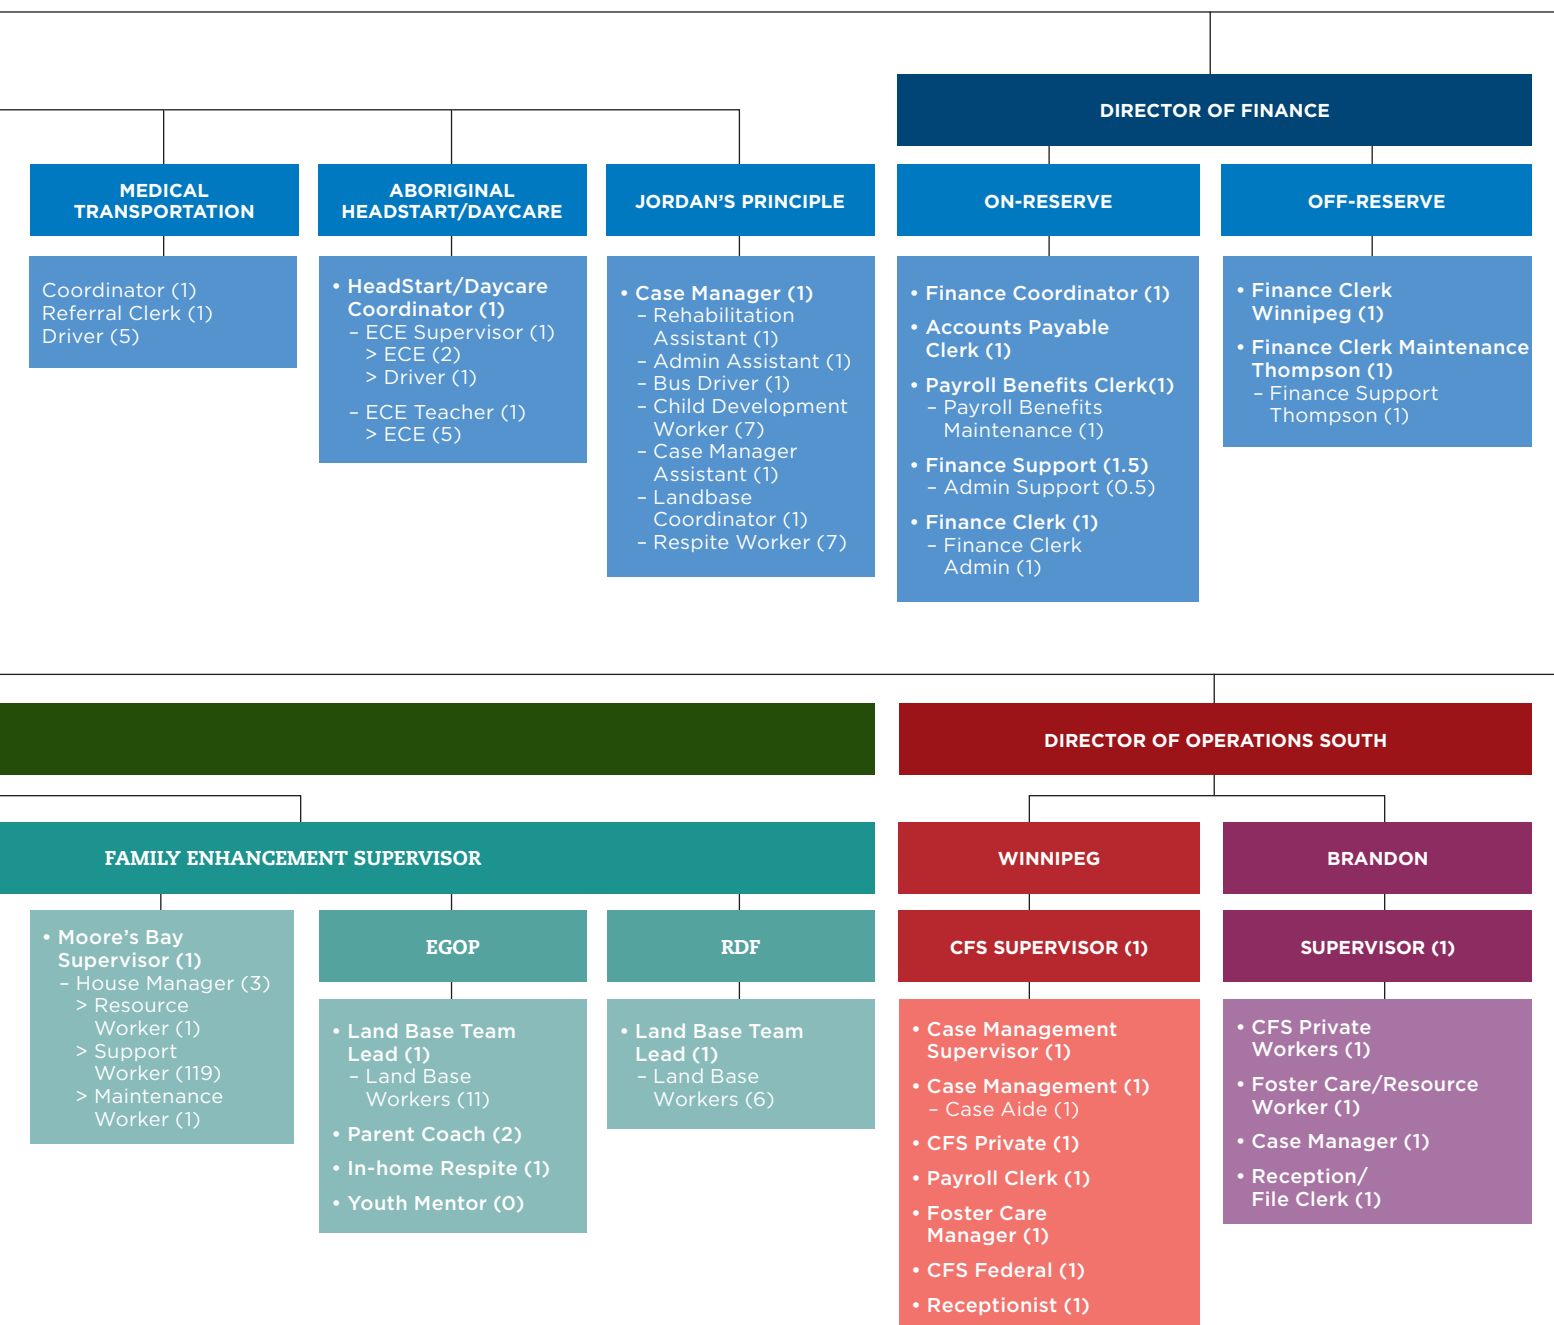 DIRECTOR OF FINANCE
MEDICAL
TRANSPORTATION
ABORIGINAL
HEADSTART/DAYCARE
JORDAN'S PRINCIPLE
ON-RESERVE
OFF-RESERVE
Coordinator (1)
Referral Clerk (1)
Driver (5)
• HeadStart/Daycare
Coordinator (1)
– ECE Supervisor (1)
> ECE (2)
> Driver (1)
– ECE Teacher (1)
> ECE (5)
• Case Manager (1)
– Rehabilitation
Assistant (1)
– Admin Assistant (1)
– Bus Driver (1)
– Child Development
Worker (7)
– Case Manager
Assistant (1)
– Landbase
Coordinator (1)
– Respite Worker (7)
• Finance Coordinator (1)
• Accounts Payable
Clerk (1)
• Payroll Benefits Clerk(1)
– Payroll Benefits
Maintenance (1)
• Finance Support (1.5)
– Admin Support (0.5)
• Finance Clerk (1)
– Finance Clerk
Admin (1)
• Finance Clerk
Winnipeg (1)
• Finance Clerk Maintenance
Thompson (1)
– Finance Support
Thompson (1)
DIRECTOR OF OPERATIONS SOUTH
FAMILY ENHANCEMENT SUPERVISOR
WINNIPEG
BRANDON
• Moore's Bay
Supervisor (1)
– House Manager (3)
> Resource
Worker (1)
> Support
Worker (119)
> Maintenance
Worker (1)
EGOP
• Land Base Team
Lead (1)
– Land Base
Workers (11)
• Parent Coach (2)
• In-home Respite (1)
• Youth Mentor (0)
RDF
• Land Base Team
Lead (1)
– Land Base
Workers (6)
CFS SUPERVISOR (1)
• Case Management
Supervisor (1)
• Case Management (1)
– Case Aide (1)
• CFS Private (1)
• Payroll Clerk (1)
• Foster Care
Manager (1)
• CFS Federal (1)
• Receptionist (1)
SUPERVISOR (1)
• CFS Private
Workers (1)
• Foster Care/Resource
Worker (1)
• Case Manager (1)
• Reception/
File Clerk (1)